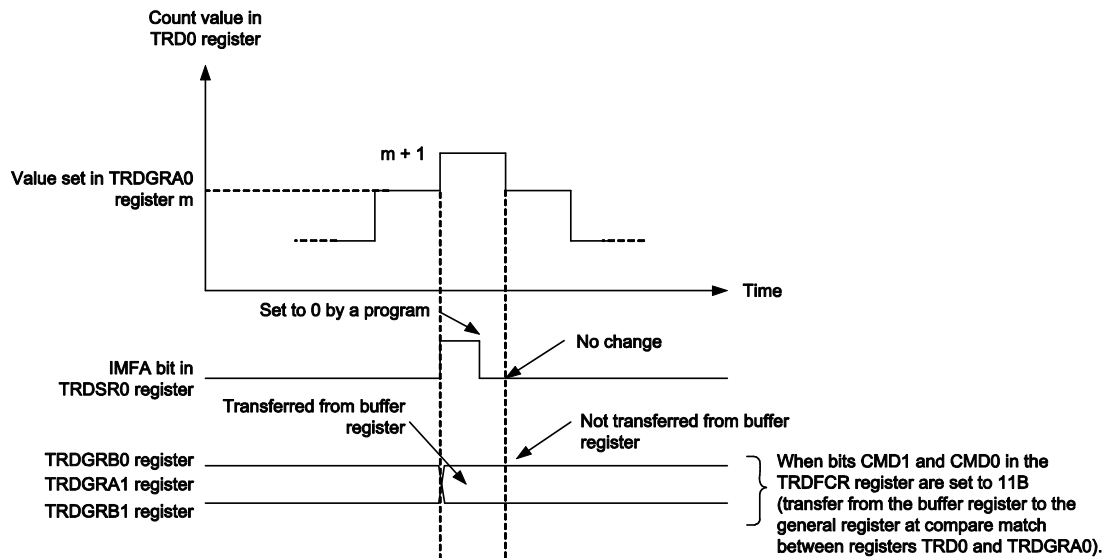 Count value in
TRD0 register
m + 1
Value set in TRDGRA0
register m
Time
Set to 0 by a program
No change
IMFA bit in
TRDSR0 register
Transferred from buffer
register
Not transferred from buffer
register
TRDGRB0 register
TRDGRA1 register
TRDGRB1 register
When bits CMD1 and CMD0 in the
TRDFCR register are set to 11B
(transfer from the buffer register to the
general register at compare match
between registers TRD0 and TRDGRA0).